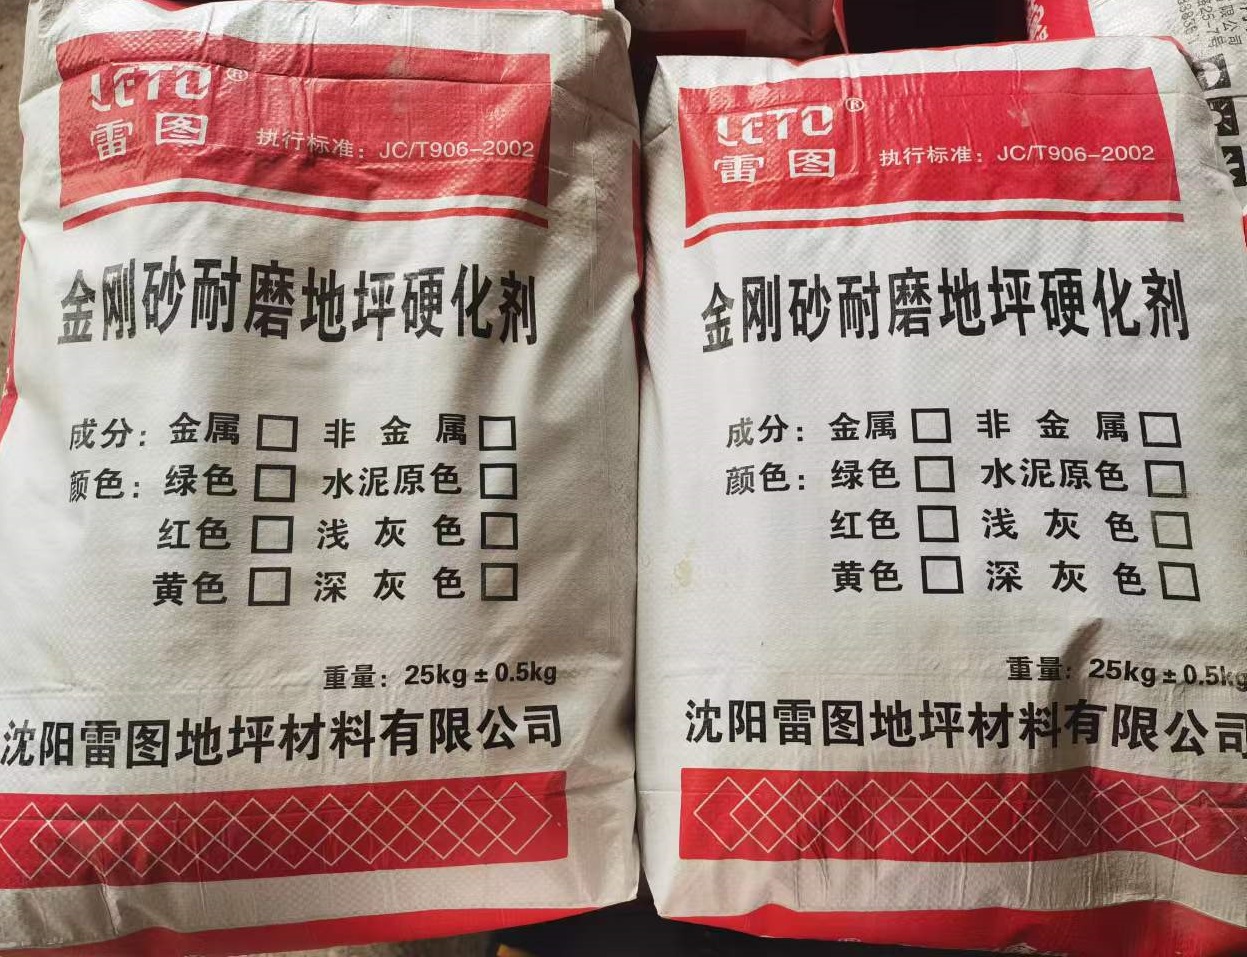 LETO®
雷图
执行标准：JC/T906-2002
金刚砂耐磨地坪硬化剂
成分：金属 非金属
颜色：绿色 水泥原色
红色 浅灰色
黄色 深灰色
重量：25kg±0.5kg
沈阳雷图地坪材料有限公司
LETO®
雷图
执行标准：JC/T906-2002
金刚砂耐磨地坪硬化剂
成分：金属 非金属
颜色：绿色 水泥原色
红色 浅灰色
黄色 深灰色
重量：25kg±0.5kg
沈阳雷图地坪材料有限公司
限公司